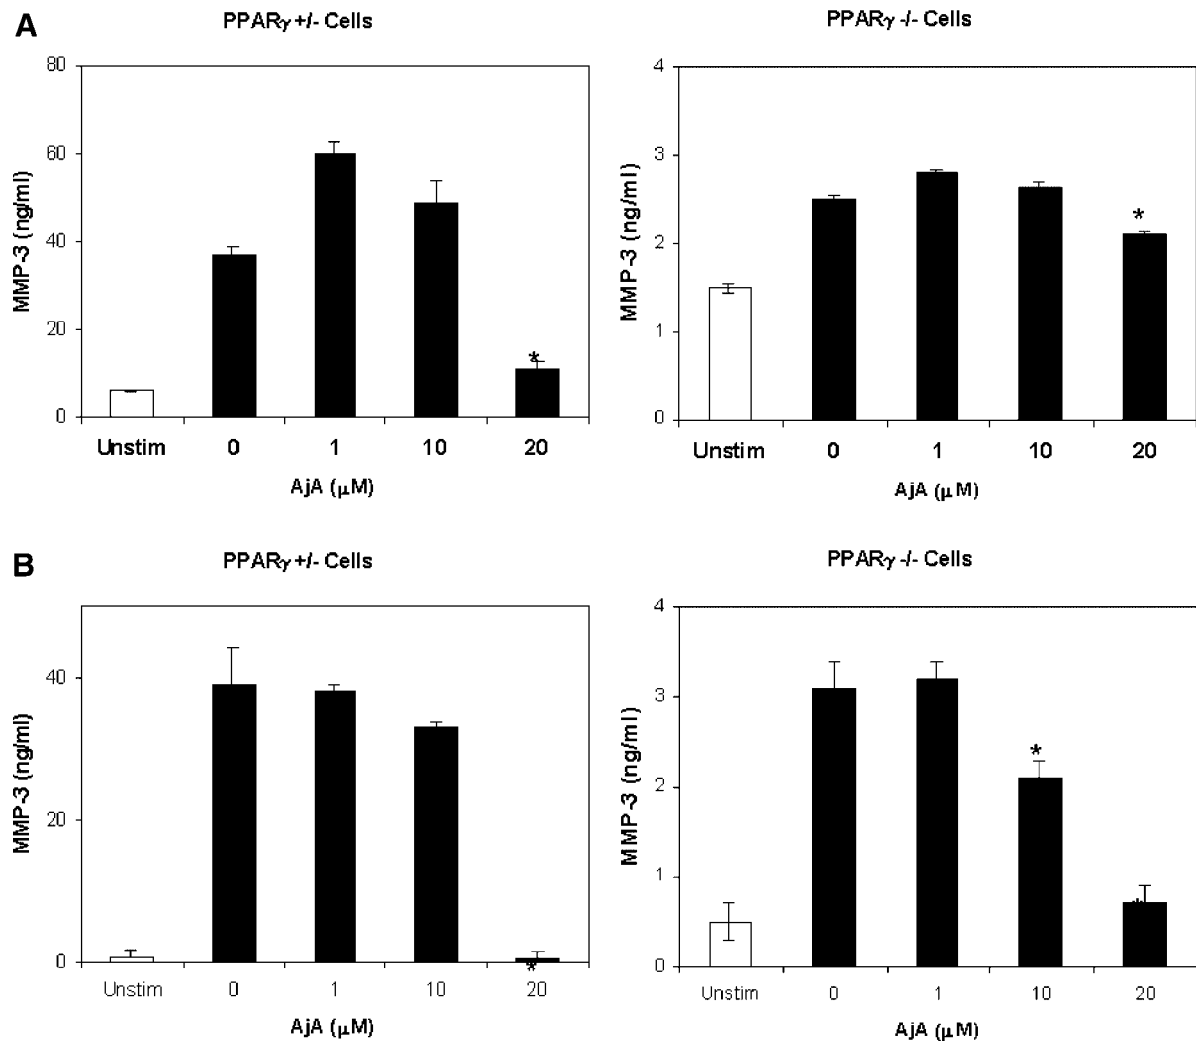 A
PPARγ +/- Cells
80
60
40
20
0
MMP-3 (ng/ml)
*
Unstim 0 1 10 20
AjA (μM)
PPARγ -/- Cells
4
3
2
1
0
MMP-3 (ng/ml)
*
Unstim 0 1 10 20
AjA (μM)
B
PPARγ +/- Cells
40
20
0
MMP-3 (ng/ml)
*
Unstim 0 1 10 20
AjA (μM)
PPARγ -/- Cells
4
3
2
1
0
MMP-3 (ng/ml)
*
*
Unstim 0 1 10 20
AjA (μM)